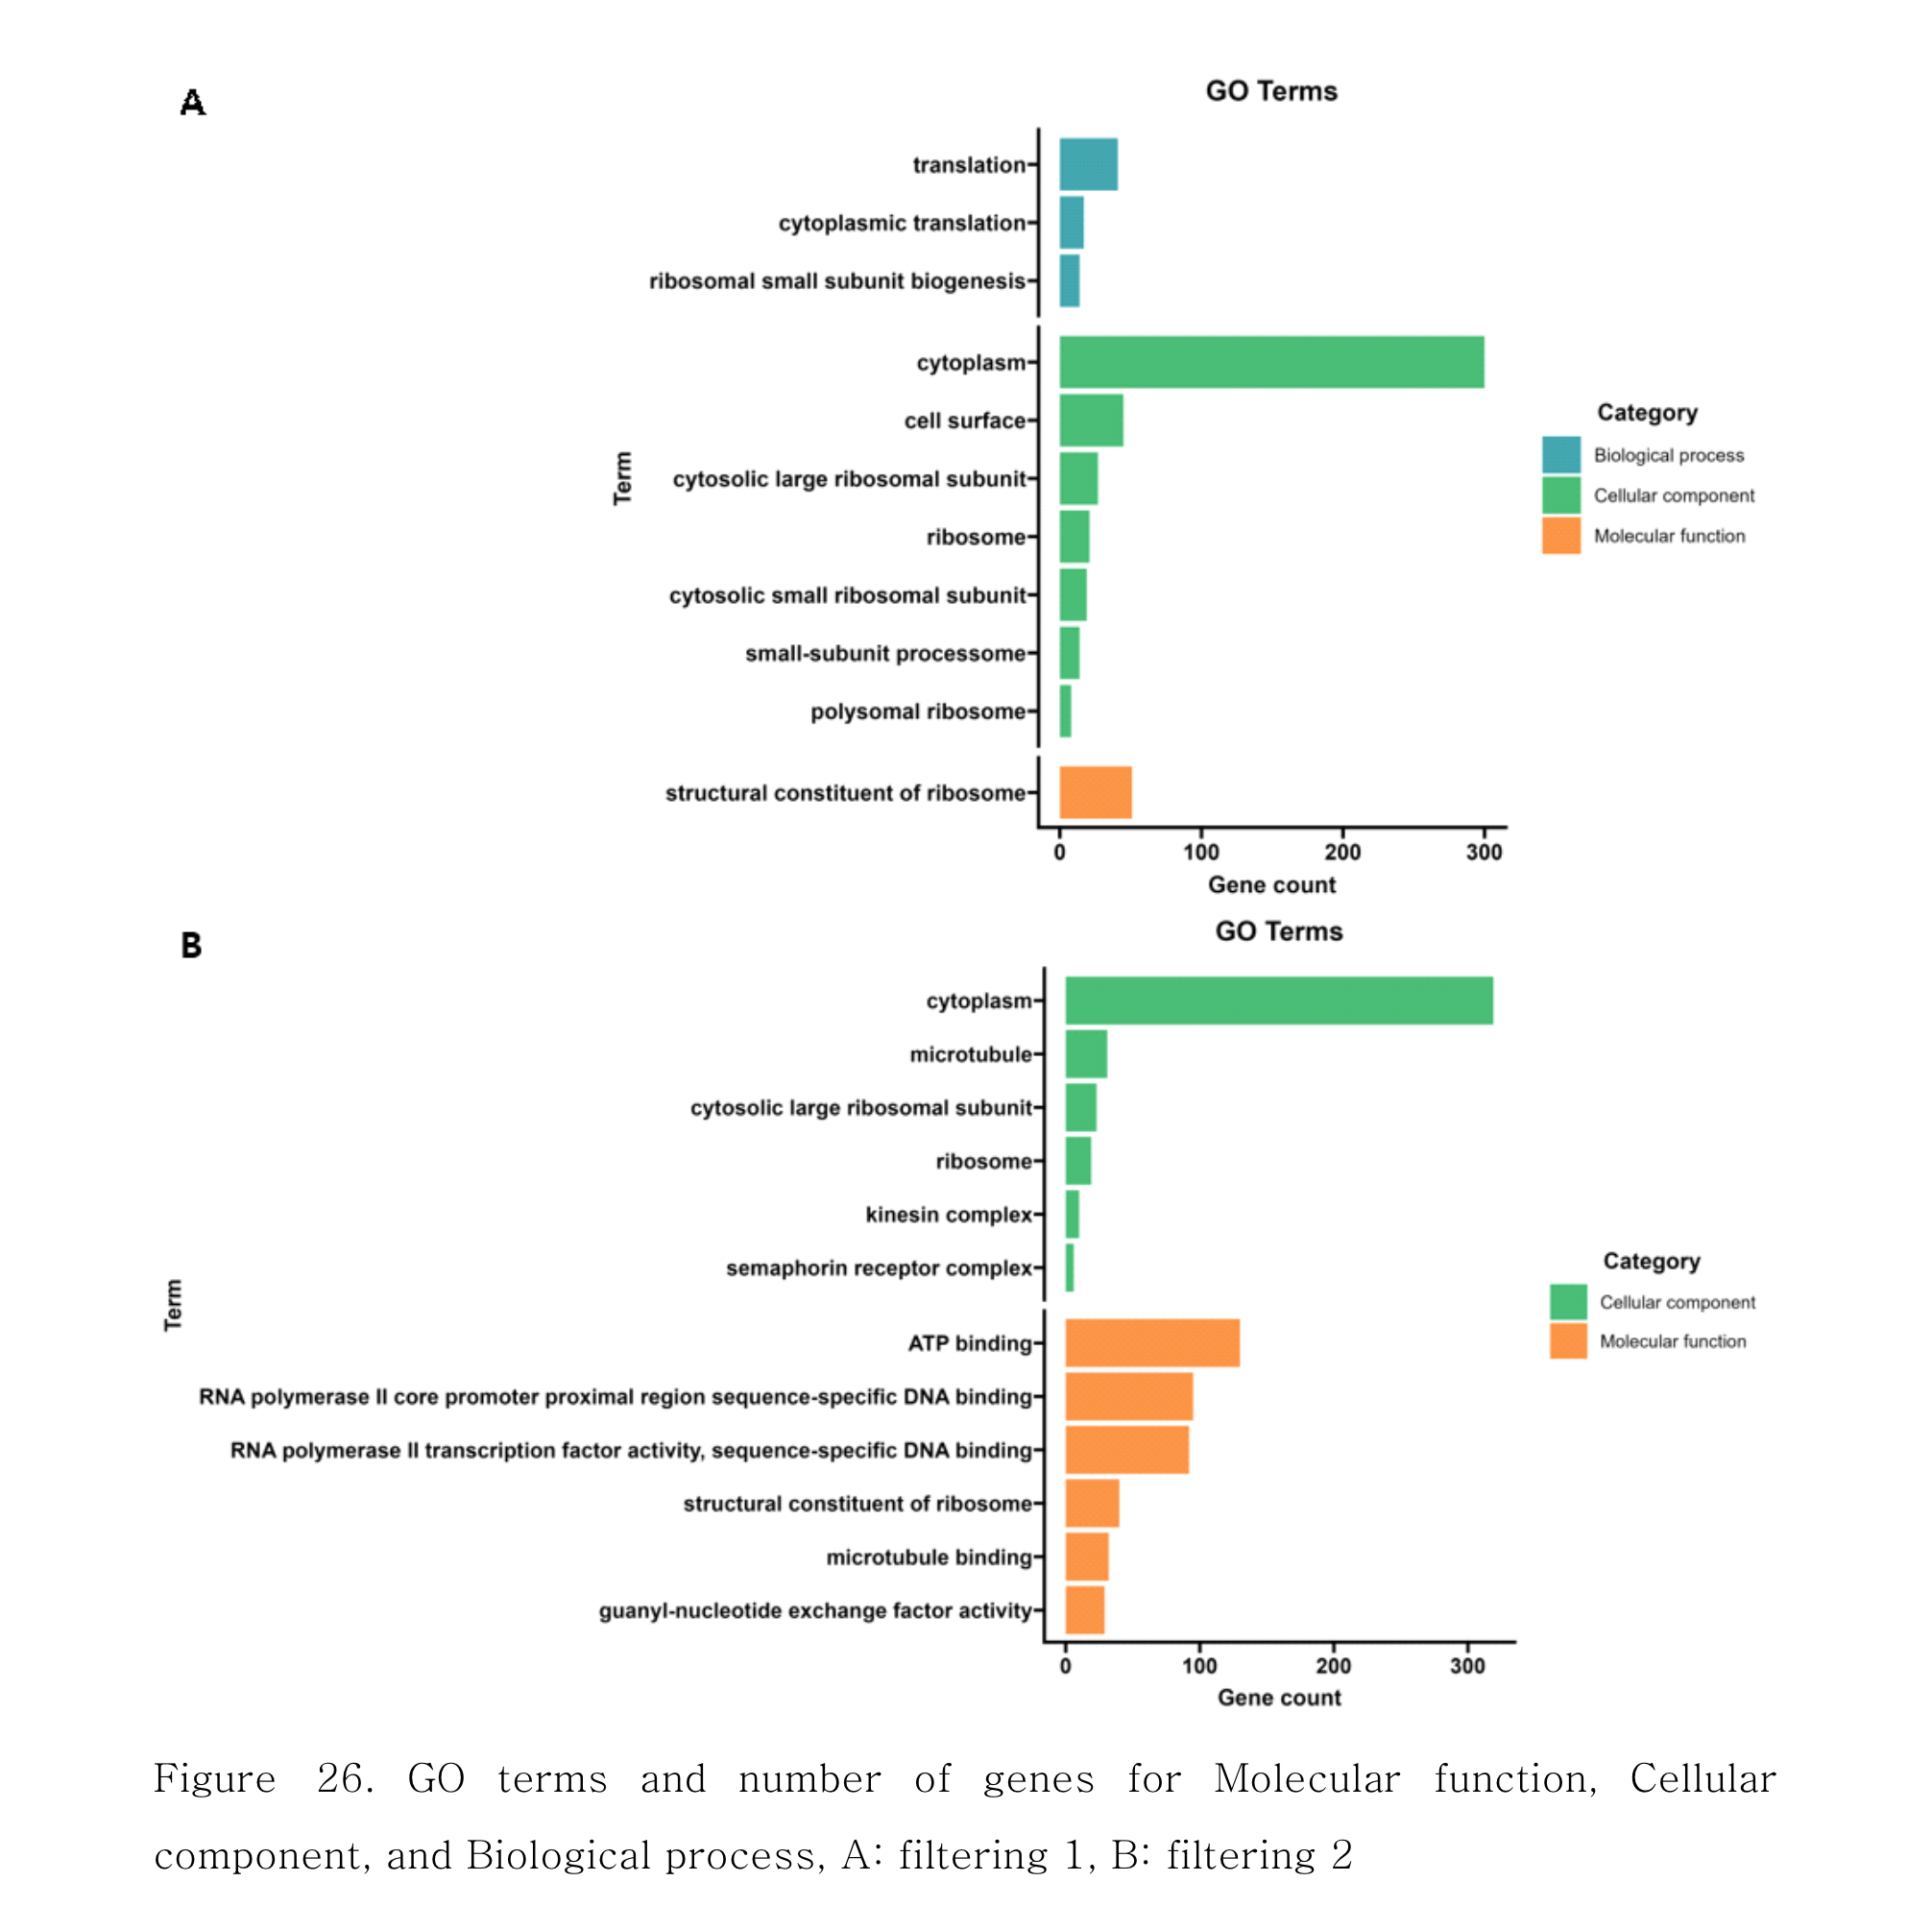 A
GO Terms
translation
cytoplasmic translation
ribosomal small subunit biogenesis
cytoplasm
cell surface
cytosolic large ribosomal subunit
ribosome
cytosolic small ribosomal subunit
small-subunit processome
polysomal ribosome
structural constituent of ribosome
Term
0 100 200 300
Gene count
Category
Biological process
Cellular component
Molecular function
B
GO Terms
cytoplasm
microtubule
cytosolic large ribosomal subunit
ribosome
kinesin complex
semaphorin receptor complex
ATP binding
RNA polymerase II core promoter proximal region sequence-specific DNA binding
RNA polymerase II transcription factor activity, sequence-specific DNA binding
structural constituent of ribosome
microtubule binding
guanyl-nucleotide exchange factor activity
Term
0 100 200 300
Gene count
Category
Cellular component
Molecular function
Figure 26. GO terms and number of genes for Molecular function, Cellular
component, and Biological process, A: filtering 1, B: filtering 2